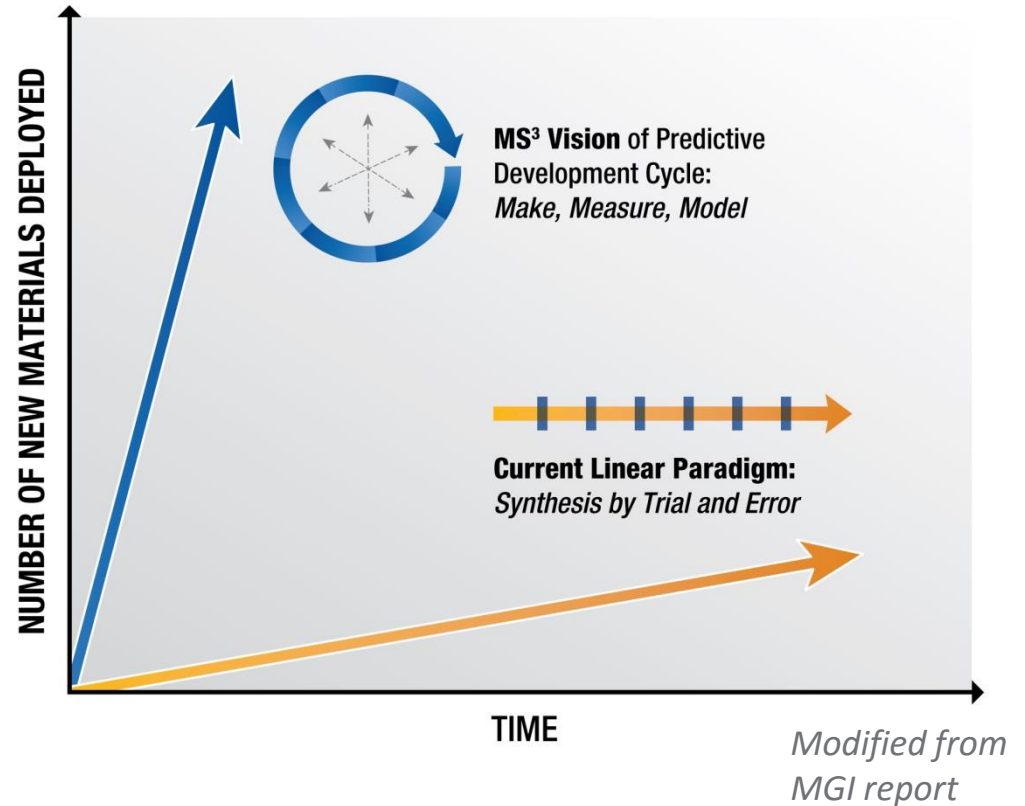 NUMBER OF NEW MATERIALS DEPLOYED
MS³ Vision of Predictive
Development Cycle:
Make, Measure, Model
Current Linear Paradigm:
Synthesis by Trial and Error
TIME
Modified from
MGI report